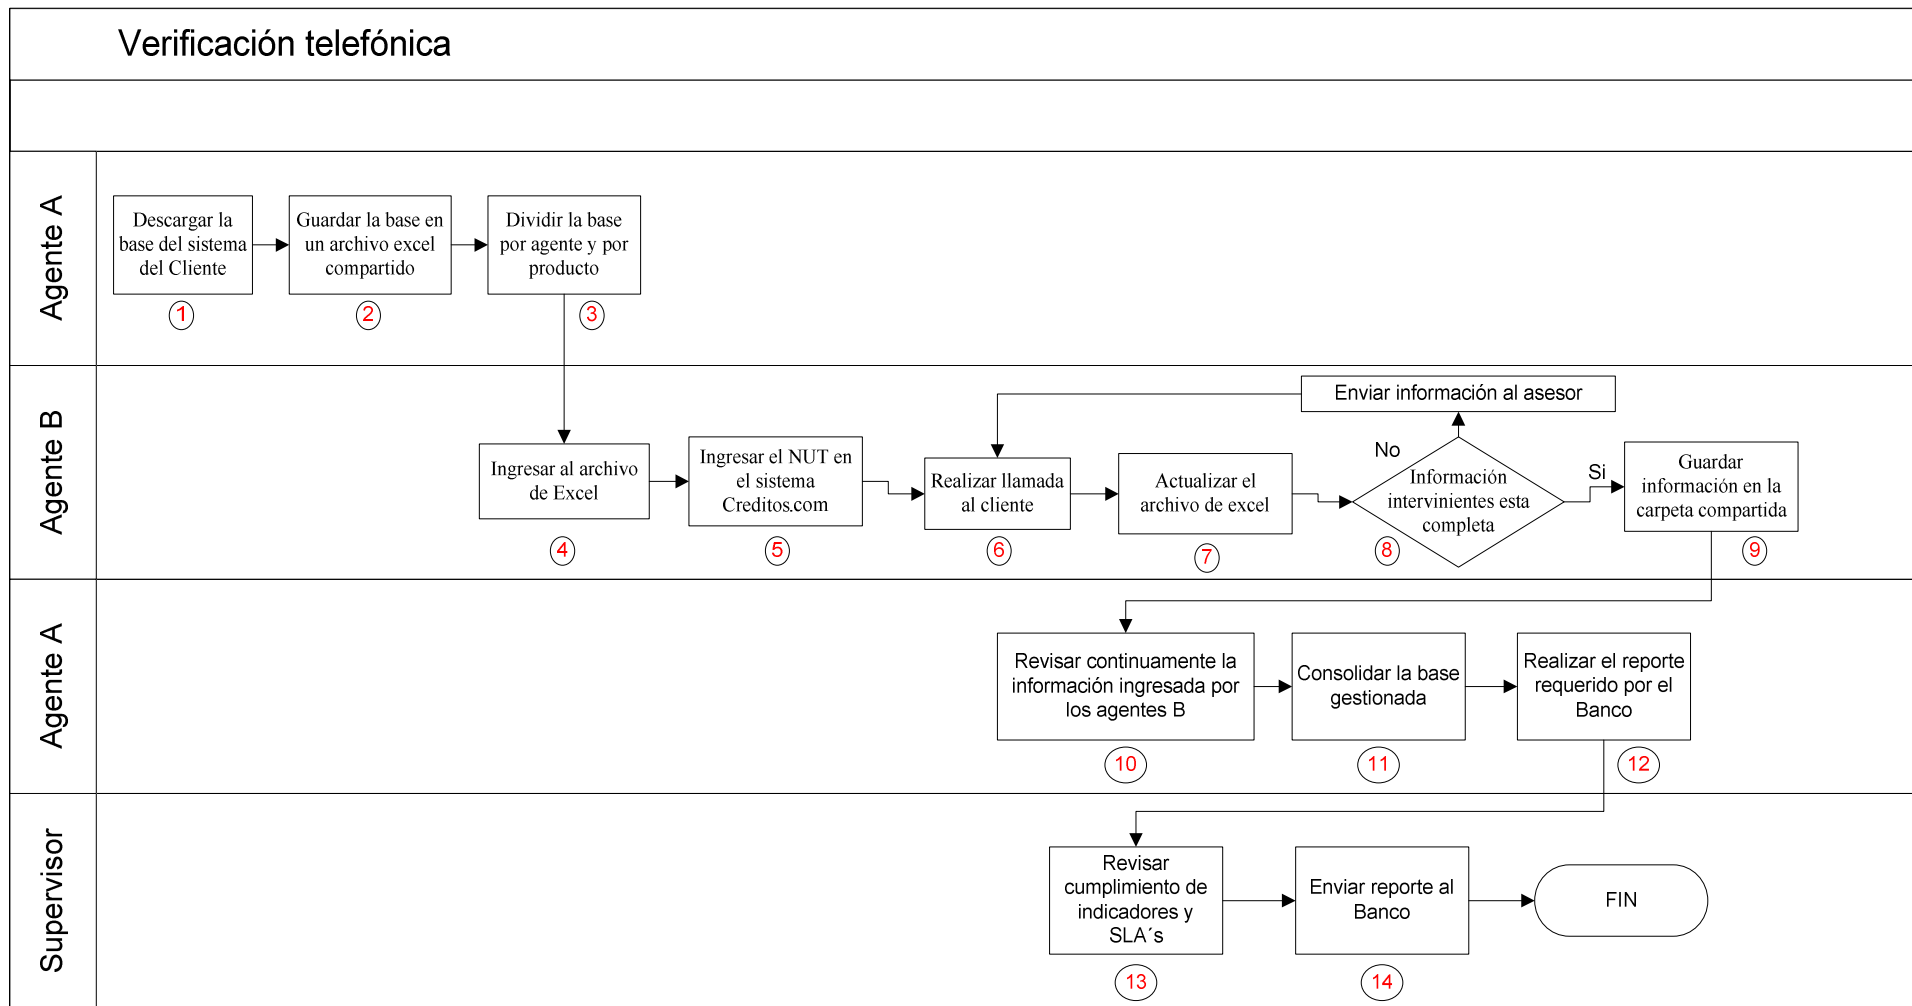 Verificación telefónica
Agente A
Descargar la
base del sistema
del Cliente
1
Guardar la base en
un archivo excel
compartido
2
Dividir la base
por agente y por
producto
3
Agente B
Ingresar al archivo
de Excel
4
Ingresar el NUT en
el sistema
Creditos.com
5
Realizar llamada
al cliente
6
Actualizar el
archivo de excel
7
Enviar información al asesor
No
Información
intervinientes esta
completa
8
Si
Guardar
información en la
carpeta compartida
9
Agente A
Revisar continuamente la
información ingresada por
los agentes B
10
Consolidar la base
gestionada
11
Realizar el reporte
requerido por el
Banco
12
Supervisor
Revisar
cumplimiento de
indicadores y
SLA´s
13
Enviar reporte al
Banco
14
FIN